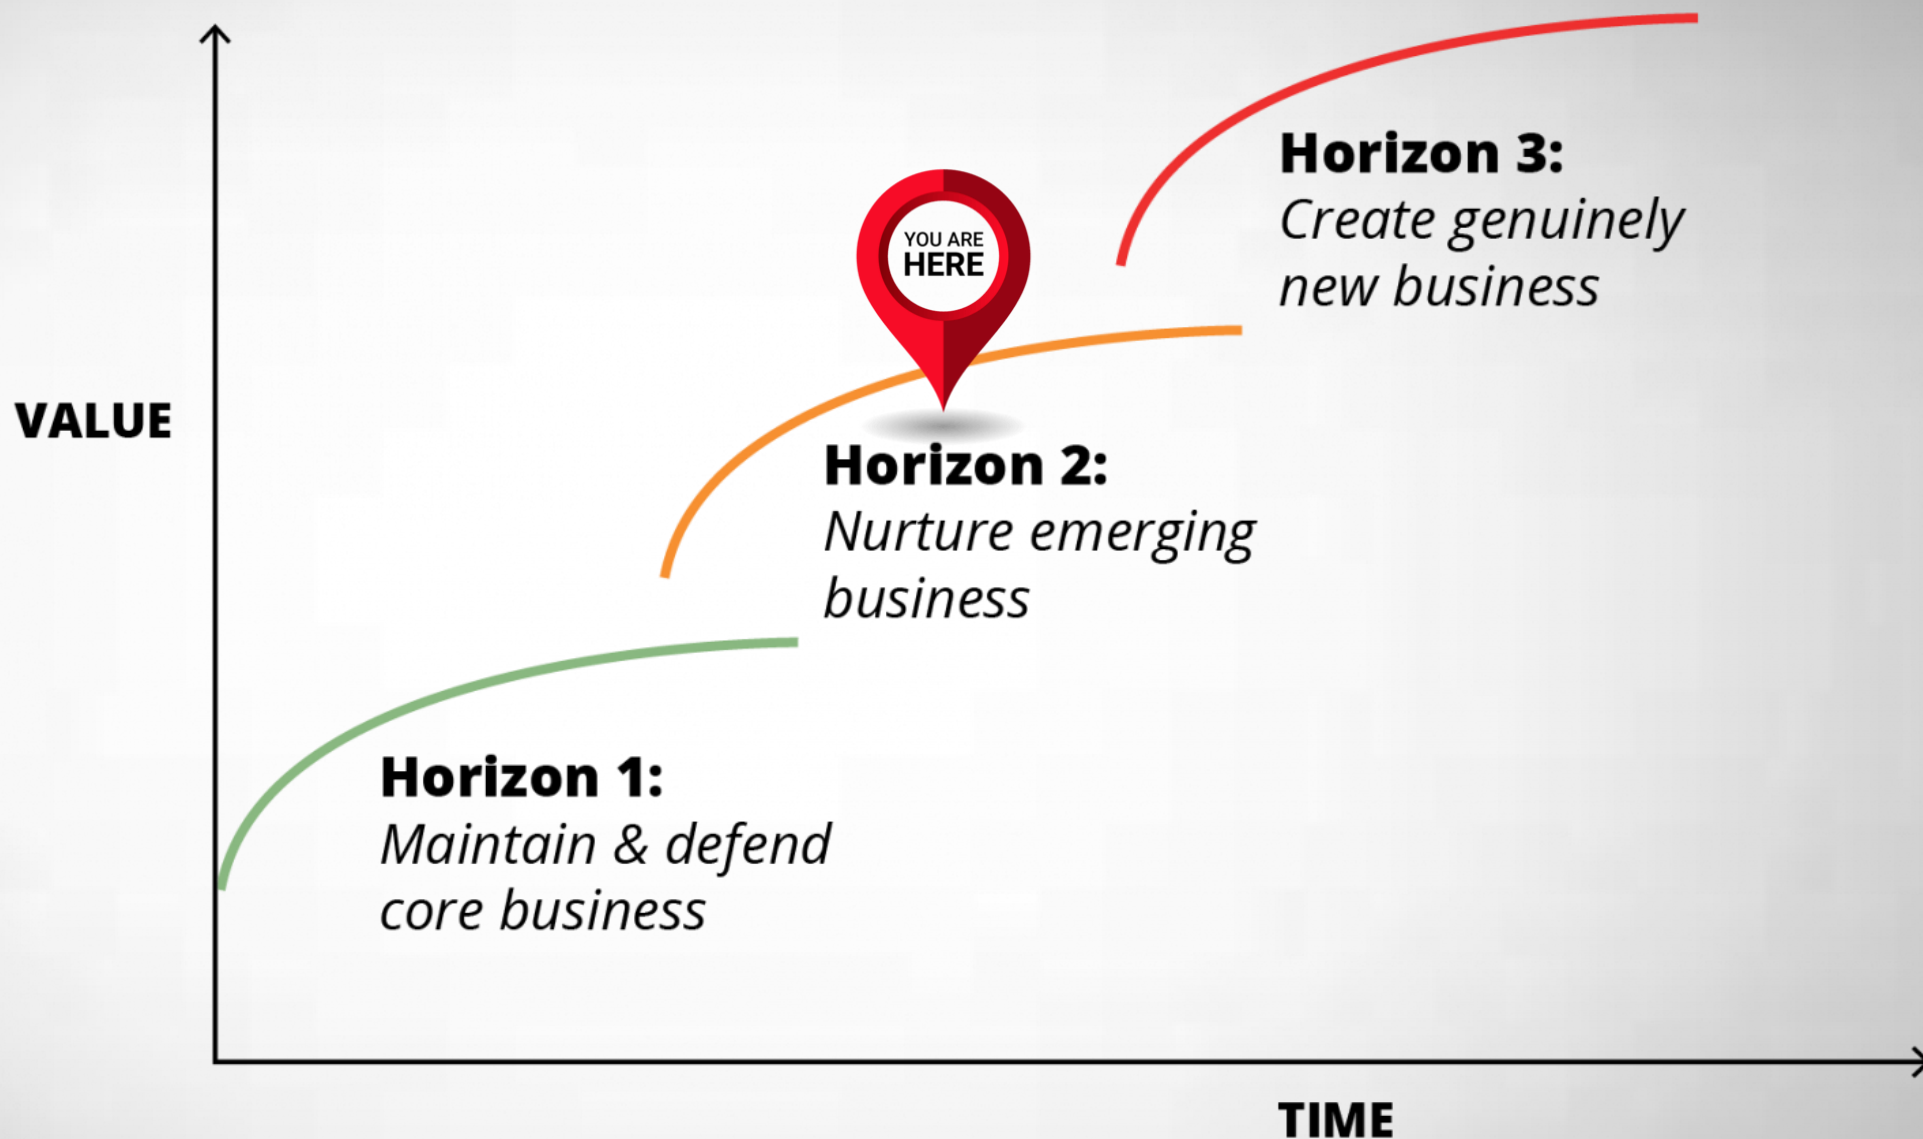 Horizon 3:
Create genuinely
new business
YOU ARE
HERE
VALUE
Horizon 2:
Nurture emerging
business
Horizon 1:
Maintain & defend
core business
TIME